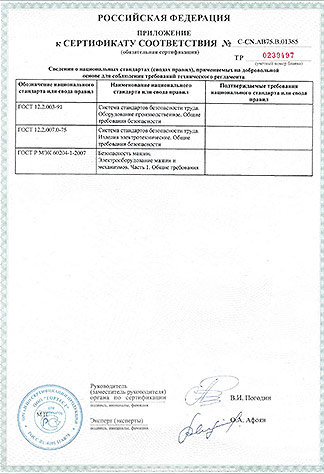 РОССИЙСКАЯ ФЕДЕРАЦИЯ
ПРИЛОЖЕНИЕ
к СЕРТИФИКАТУ СООТВЕТСТВИЯ № C-CN.АВ75.В.01385
(обязательная сертификация)
ТР 0239497
(учетный номер бланка)
Сведения о национальных стандартах (сводах правил), применяемых на добровольной
основе для соблюдения требований технического регламента
Обозначение национального стандарта или свода правил
Наименование национального стандарта или свода правил
Подтверждаемые требования национального стандарта или свода правил
ГОСТ 12.2.003-91
Система стандартов безопасности труда.
Оборудование производственное. Общие
требования безопасности
ГОСТ 12.2.007.0-75
Система стандартов безопасности труда.
Изделия электротехнические. Общие
требования безопасности
ГОСТ Р МЭК 60204-1-2007
Безопасность машин.
Электрооборудование машин и
механизмов. Часть 1. Общие требования
Руководитель
(заместитель руководителя)
органа по сертификации
В.И. Погодин
подпись, инициалы, фамилия
Эксперт (эксперты)
О.А. Афоки
подпись, инициалы, фамилия